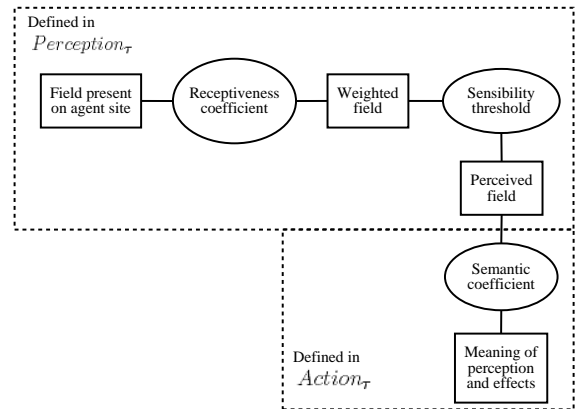 Defined in
Perception_τ
Field present
on agent site
Receptiveness
coefficient
Weighted
field
Sensibility
threshold
Perceived
field
Semantic
coefficient
Defined in
Action_τ
Meaning of
perception
and effects